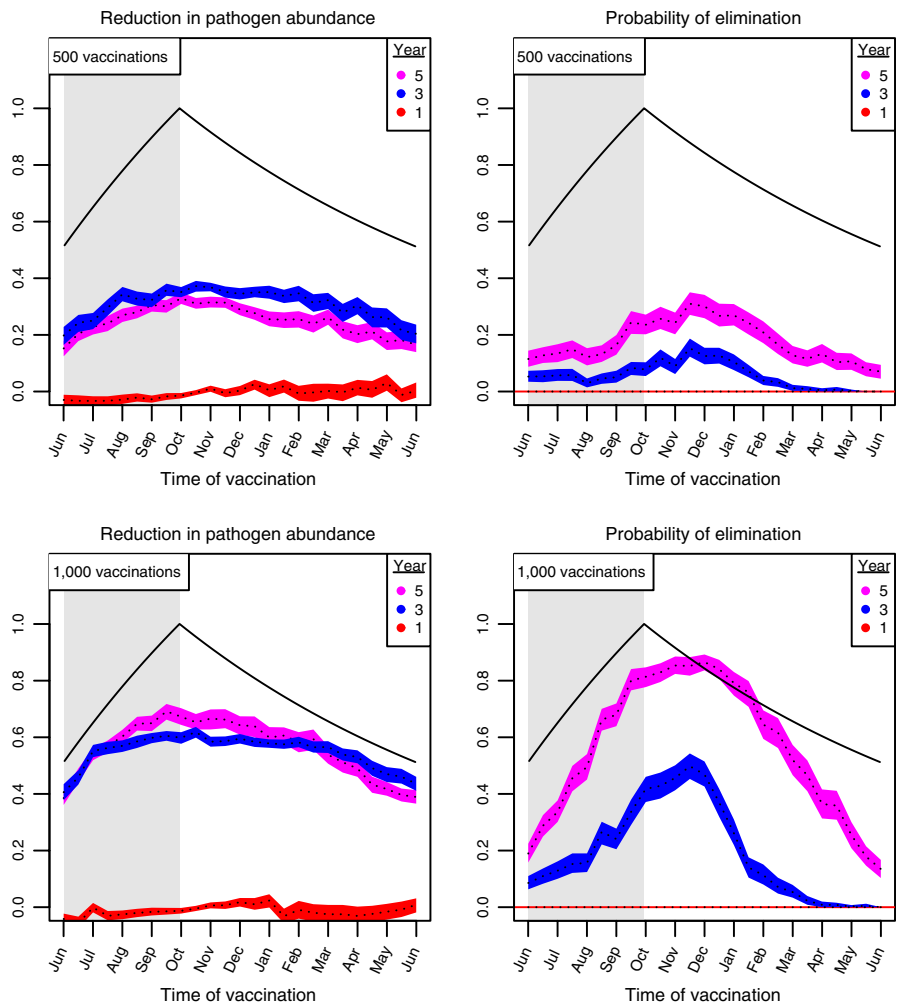 Reduction in pathogen abundance
500 vaccinations
Year
5
3
1
0.0
0.2
0.4
0.6
0.8
1.0
Jun
Jul
Aug
Sep
Oct
Nov
Dec
Jan
Feb
Mar
Apr
May
Jun
Time of vaccination
Probability of elimination
500 vaccinations
Year
5
3
1
0.0
0.2
0.4
0.6
0.8
1.0
Jun
Jul
Aug
Sep
Oct
Nov
Dec
Jan
Feb
Mar
Apr
May
Jun
Time of vaccination
Reduction in pathogen abundance
1,000 vaccinations
Year
5
3
1
0.0
0.2
0.4
0.6
0.8
1.0
Jun
Jul
Aug
Sep
Oct
Nov
Dec
Jan
Feb
Mar
Apr
May
Jun
Time of vaccination
Probability of elimination
1,000 vaccinations
Year
5
3
1
0.0
0.2
0.4
0.6
0.8
1.0
Jun
Jul
Aug
Sep
Oct
Nov
Dec
Jan
Feb
Mar
Apr
May
Jun
Time of vaccination